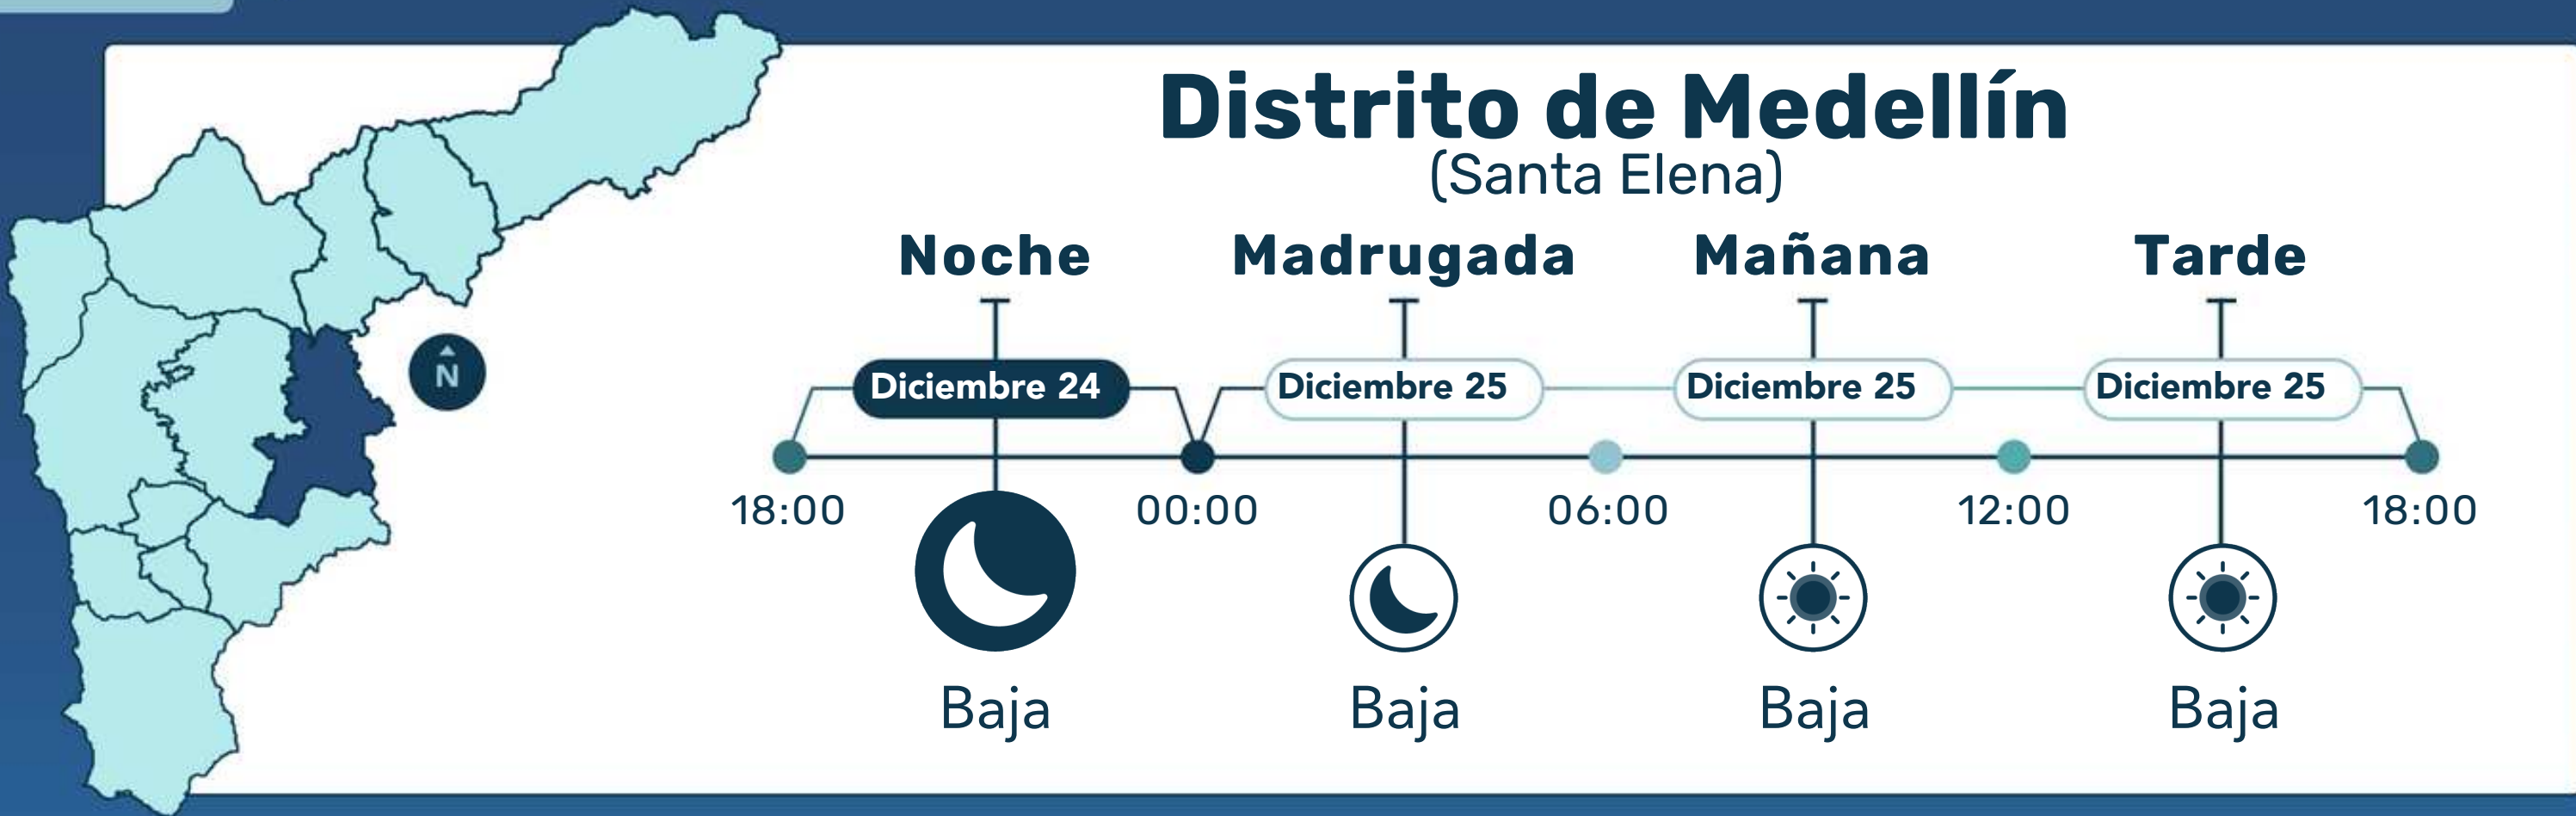 Distrito de Medellín
(Santa Elena)
Noche Madrugada Mañana Tarde
N
Diciembre 24 Diciembre 25 Diciembre 25 Diciembre 25
18:00 00:00 06:00 12:00 18:00
Baja Baja Baja Baja